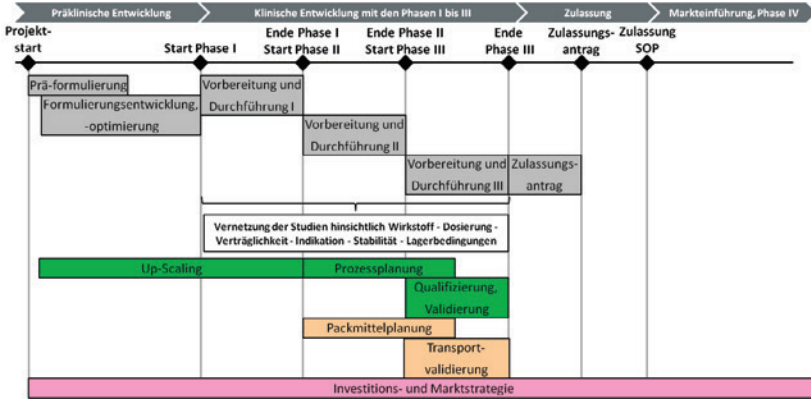 Präklinische Entwicklung
Klinische Entwicklung mit den Phasen I bis III
Zulassung
Markteinführung, Phase IV
Projekt-
start
Start Phase I
Ende Phase I
Start Phase II
Ende Phase II
Start Phase III
Ende
Phase III
Zulassungs-
antrag
Zulassung
SOP
Prä-formulierung
Formulierungsentwicklung,
-optimierung
Vorbereitung und
Durchführung I
Vorbereitung und
Durchführung II
Vorbereitung und
Durchführung III
Zulassungs-
antrag
Vernetzung der Studien hinsichtlich Wirkstoff - Dosierung -
Verträglichkeit - Indikation - Stabilität - Lagerbedingungen
Up-Scaling
Prozessplanung
Qualifizierung,
Validierung
Packmittelplanung
Transport-
validierung
Investitions- und Marktstrategie